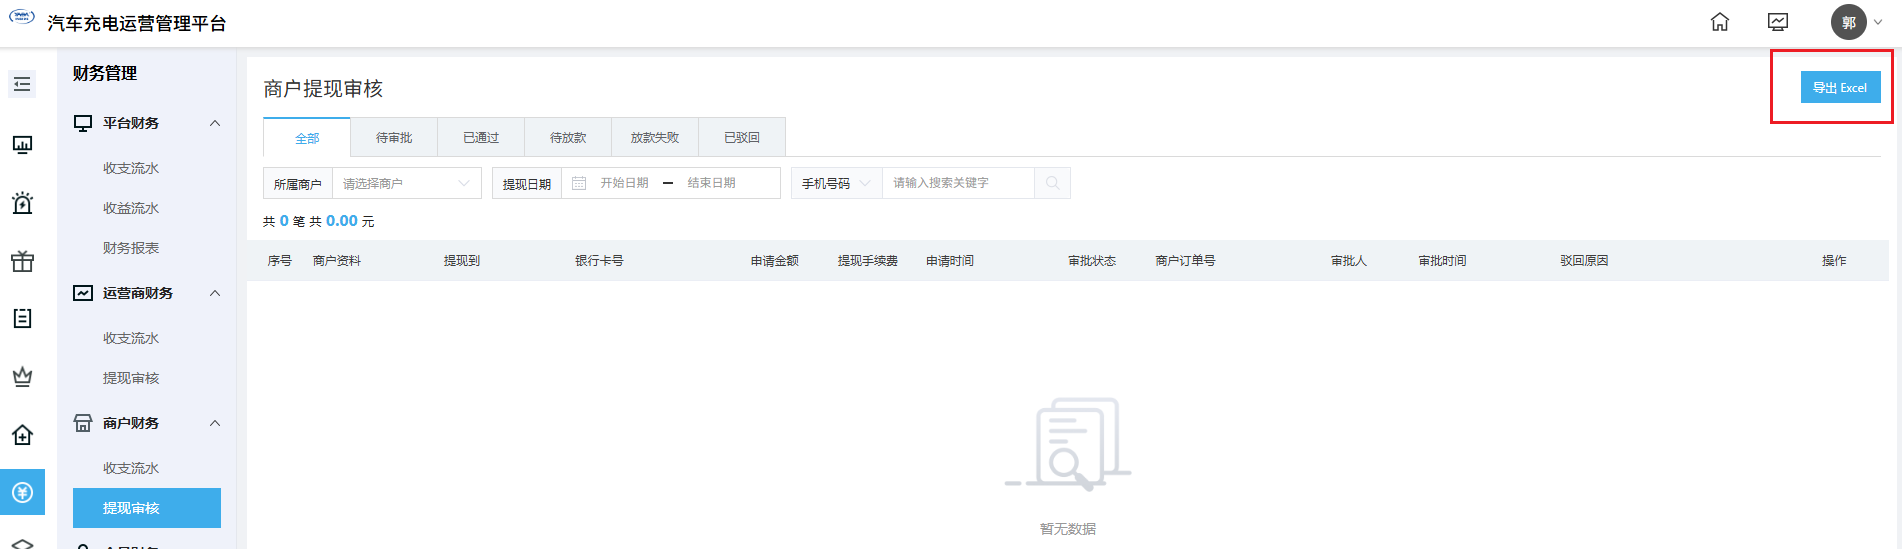 汽车充电运营管理平台
郭
财务管理
平台财务
收支流水
收益流水
财务报表
运营商财务
收支流水
提现审核
商户财务
收支流水
提现审核
商户提现审核
导出 Excel
全部 待审批 已通过 待放款 放款失败 已驳回
所属商户 请选择商户 提现日期 开始日期 结束日期 手机号码 请输入搜索关键字
共 0 笔 共 0.00 元
序号 商户资料 提现到 银行卡号 申请金额 提现手续费 申请时间 审批状态 商户订单号 审批人 审批时间 驳回原因 操作
暂无数据